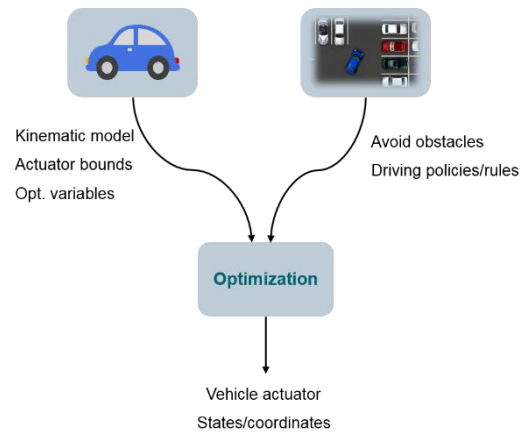 Kinematic model
Actuator bounds
Opt. variables
Avoid obstacles
Driving policies/rules
Optimization
Vehicle actuator
States/coordinates